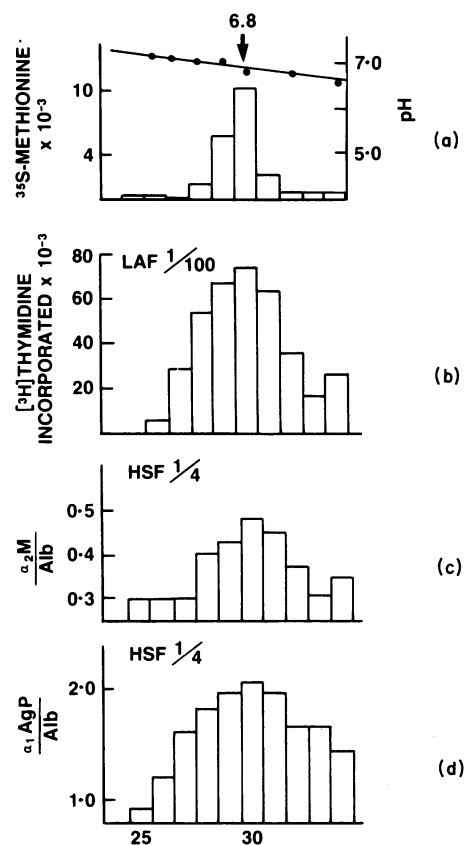 6.8
³⁵S-METHIONINE·
x 10⁻³
10
4
7·0
5·0
pH
(a)
[³H]THYMIDINE
INCORPORATED x 10⁻³
80
60
40
20
LAF 1/100
(b)
α₂M
Alb
0·5
0·4
0·3
HSF 1/4
(c)
α₁AgP
Alb
2·0
1·0
HSF 1/4
(d)
25
30